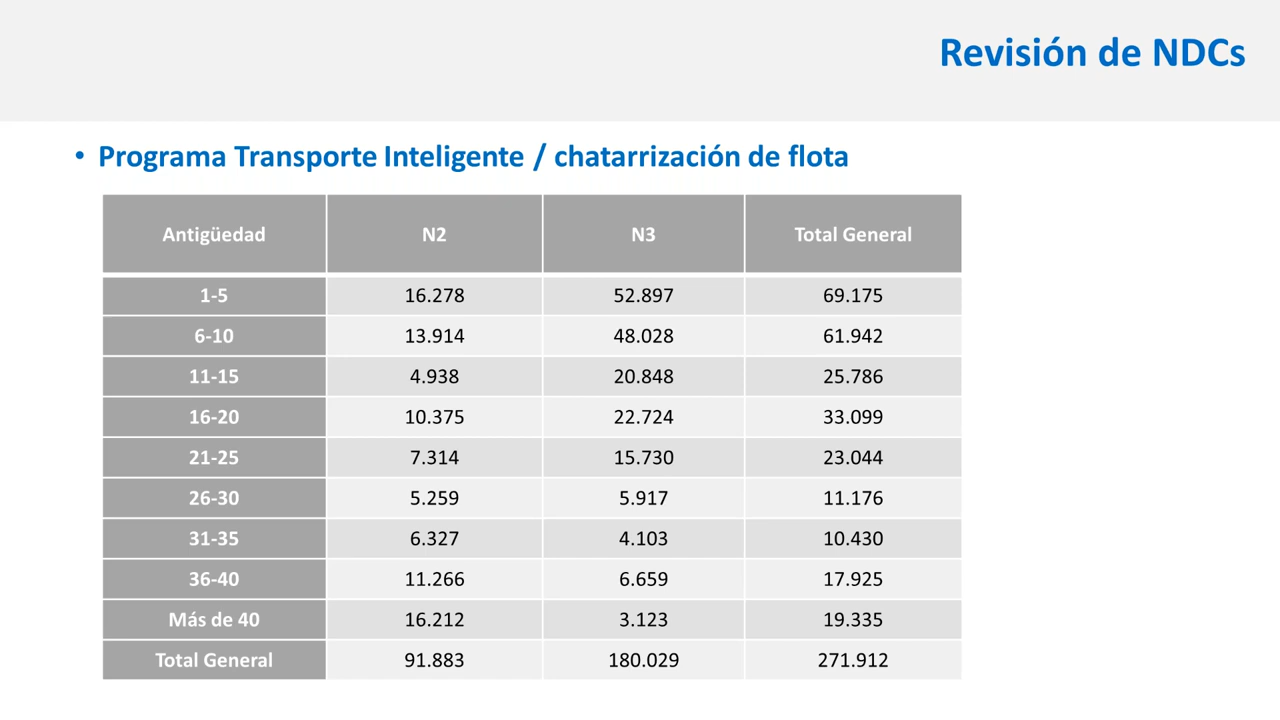 Revisión de NDCs
• Programa Transporte Inteligente / chatarrización de flota
Antigüedad N2 N3 Total General
1-5 16.278 52.897 69.175
6-10 13.914 48.028 61.942
11-15 4.938 20.848 25.786
16-20 10.375 22.724 33.099
21-25 7.314 15.730 23.044
26-30 5.259 5.917 11.176
31-35 6.327 4.103 10.430
36-40 11.266 6.659 17.925
Más de 40 16.212 3.123 19.335
Total General 91.883 180.029 271.912